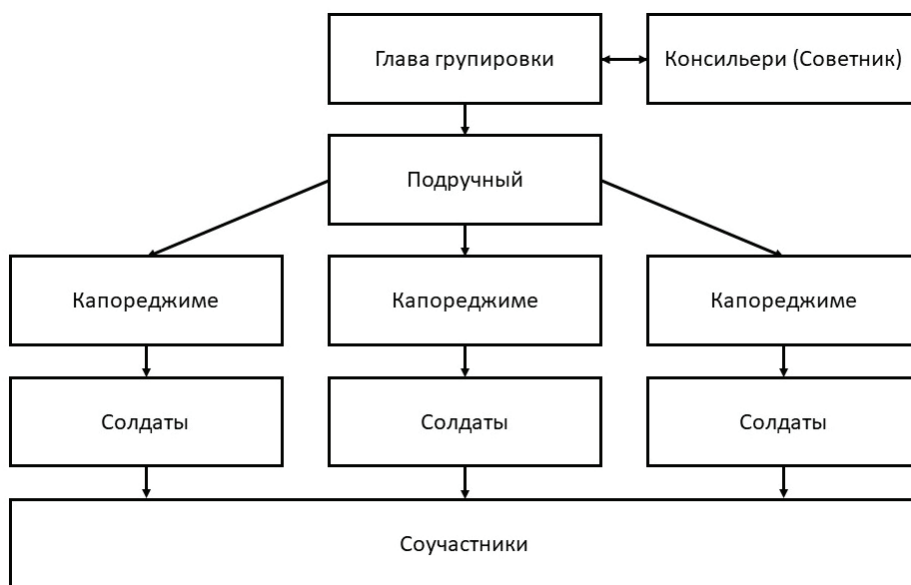 Глава групировки
Консильери (Советник)
Подручный
Капореджиме
Капореджиме
Капореджиме
Солдаты
Солдаты
Солдаты
Соучастники